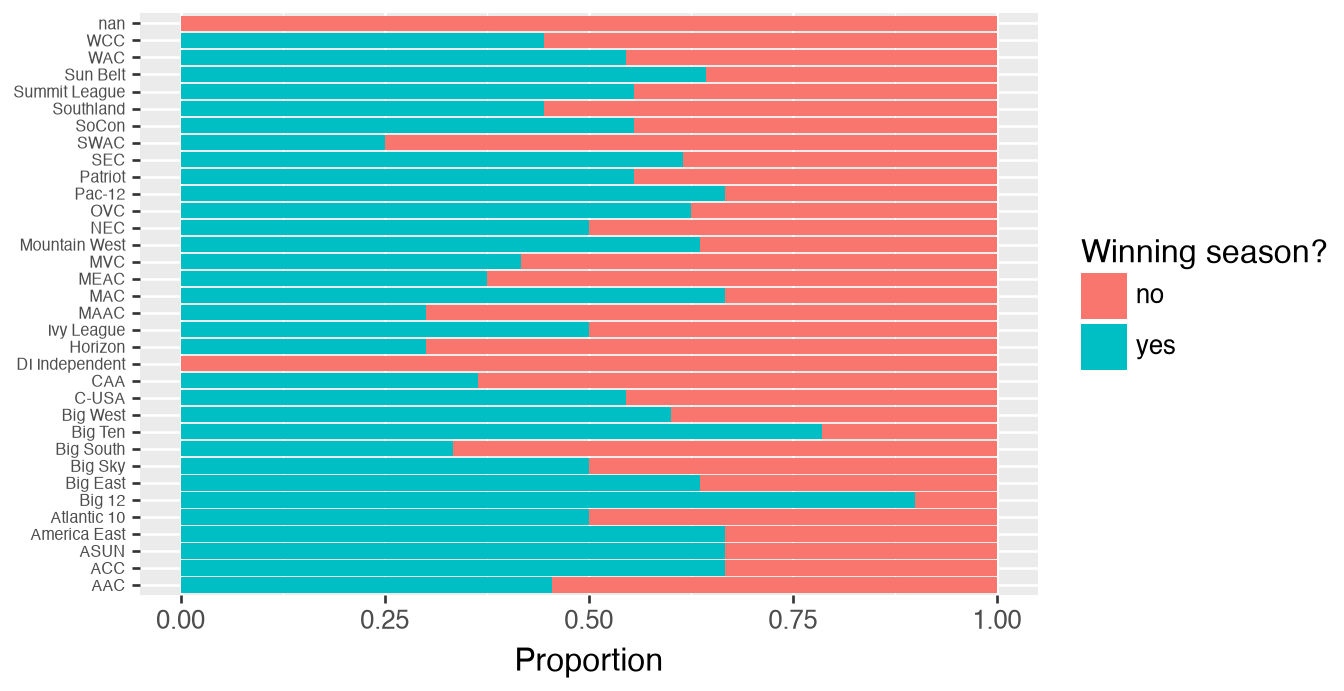 nan
WCC
WAC
Sun Belt
Summit League
Southland
SoCon
SWAC
SEC
Patriot
Pac-12
OVC
NEC
Mountain West
MVC
MEAC
MAC
MAAC
Ivy League
Horizon
DI Independent
CAA
C-USA
Big West
Big Ten
Big South
Big Sky
Big East
Big 12
Atlantic 10
America East
ASUN
ACC
AAC
0.00 0.25 0.50 0.75 1.00
Proportion
Winning season?
no
yes